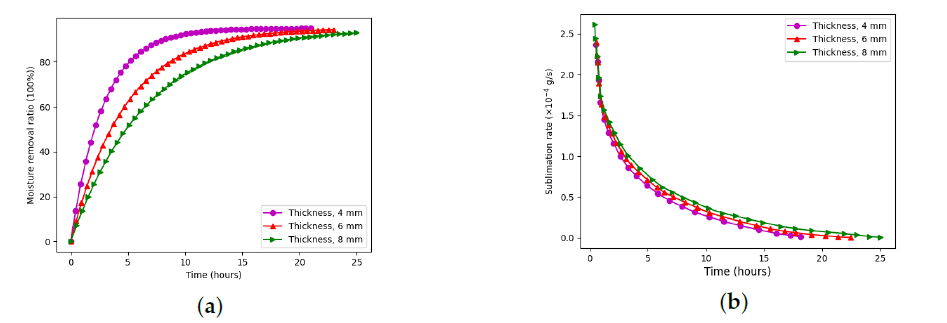 Moisture removal ratio (100%))
80
60
40
20
0
0 5 10 15 20 25
Time (hours)
Thickness, 4 mm
Thickness, 6 mm
Thickness, 8 mm
(a)
Sublimation rate (×10⁻⁴ g/s)
2.5
2.0
1.5
1.0
0.5
0.0
0 5 10 15 20 25
Time (hours)
Thickness, 4 mm
Thickness, 6 mm
Thickness, 8 mm
(b)